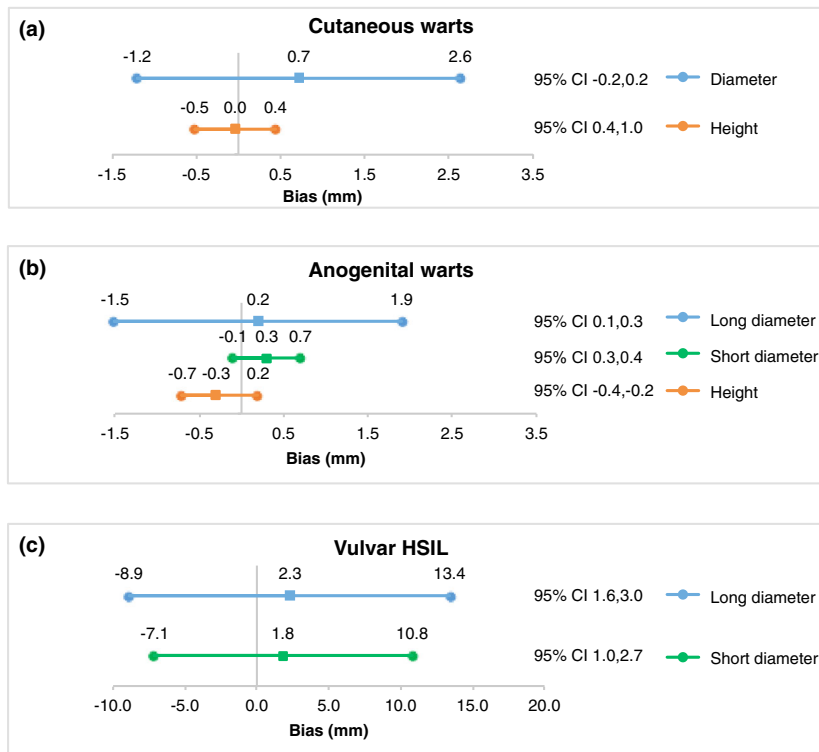 (a)
Cutaneous warts
-1.2 0.7 2.6
95% CI -0.2,0.2 Diameter
-0.5 0.0 0.4
95% CI 0.4,1.0 Height
-1.5 -0.5 0.5 1.5 2.5 3.5
Bias (mm)
(b)
Anogenital warts
-1.5 0.2 1.9
95% CI 0.1,0.3 Long diameter
-0.1 0.3 0.7
95% CI 0.3,0.4 Short diameter
-0.7 -0.3 0.2
95% CI -0.4,-0.2 Height
-1.5 -0.5 0.5 1.5 2.5 3.5
Bias (mm)
(c)
Vulvar HSIL
-8.9 2.3 13.4
95% CI 1.6,3.0 Long diameter
-7.1 1.8 10.8
95% CI 1.0,2.7 Short diameter
-10.0 -5.0 0.0 5.0 10.0 15.0 20.0
Bias (mm)